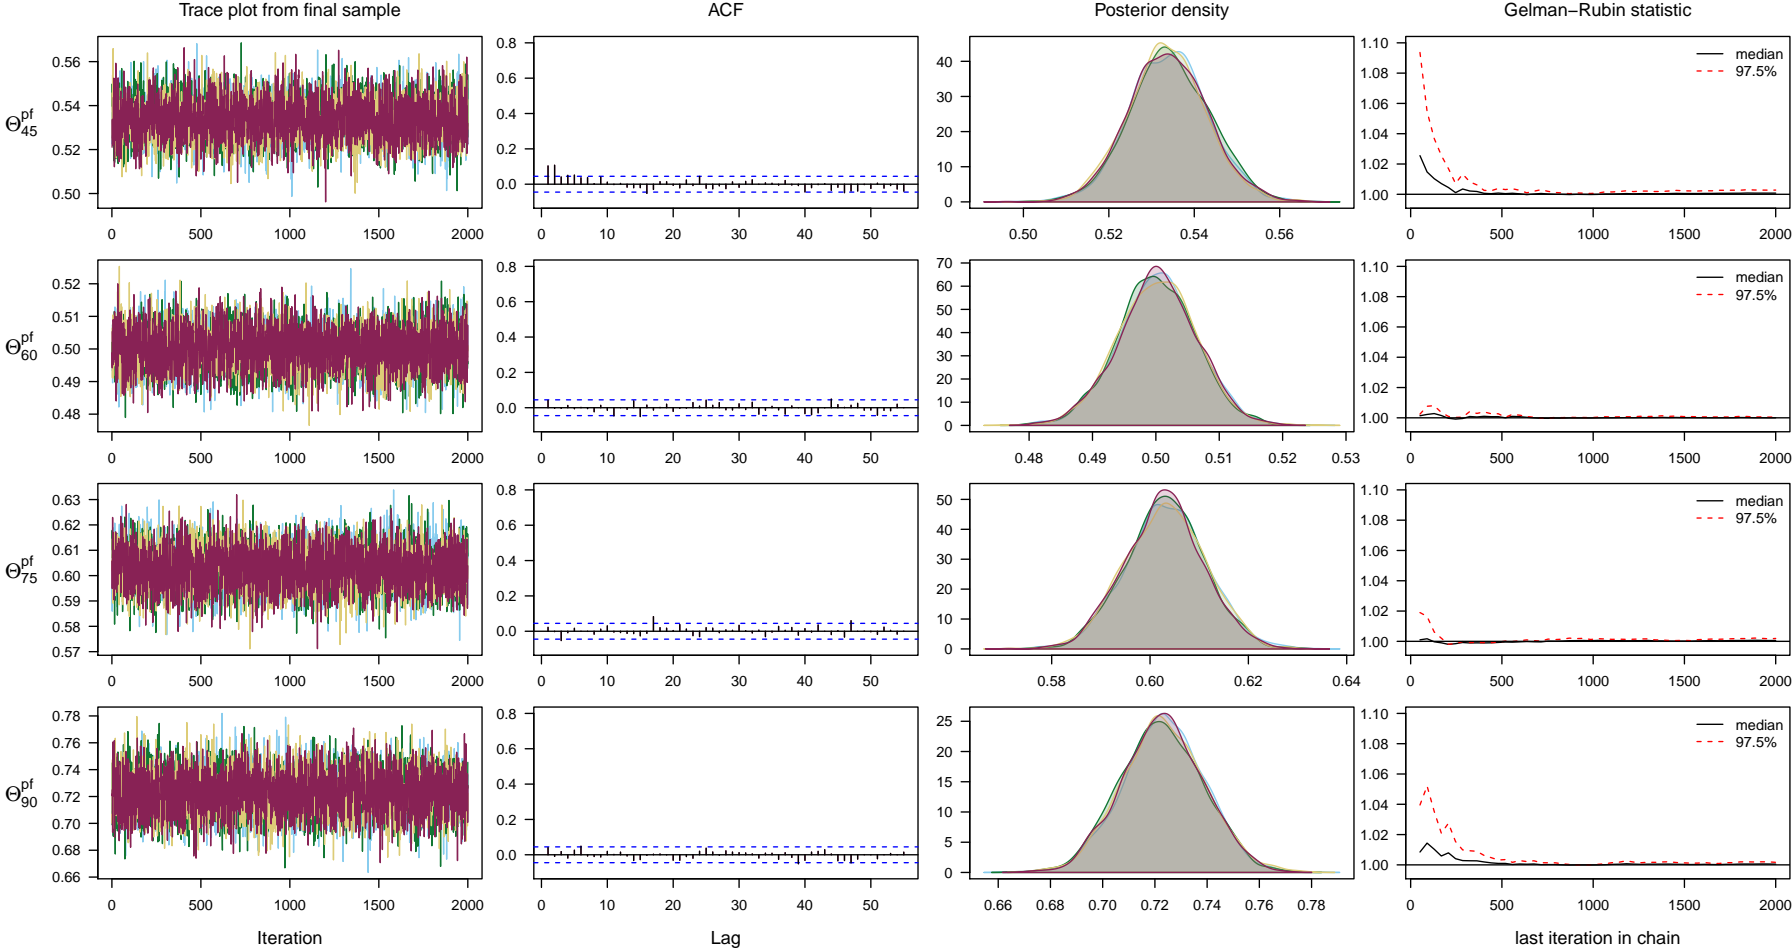 Trace plot from final sample ACF Posterior density Gelman−Rubin statistic
Θ45pf
0.56 0.54 0.52 0.50
0 500 1000 1500 2000
0.8 0.6 0.4 0.2 0.0
0 10 20 30 40 50
40 30 20 10 0
0.50 0.52 0.54 0.56
1.10 1.08 1.06 1.04 1.02 1.00
0 500 1000 1500 2000
median
97.5%
Θ60pf
0.52 0.51 0.50 0.49 0.48
0 500 1000 1500 2000
0.8 0.6 0.4 0.2 0.0
0 10 20 30 40 50
70 60 50 40 30 20 10 0
0.48 0.49 0.50 0.51 0.52 0.53
1.10 1.08 1.06 1.04 1.02 1.00
0 500 1000 1500 2000
median
97.5%
Θ75pf
0.63 0.62 0.61 0.60 0.59 0.58 0.57
0 500 1000 1500 2000
0.8 0.6 0.4 0.2 0.0
0 10 20 30 40 50
50 40 30 20 10 0
0.58 0.60 0.62 0.64
1.10 1.08 1.06 1.04 1.02 1.00
0 500 1000 1500 2000
median
97.5%
Θ90pf
0.78 0.76 0.74 0.72 0.70 0.68 0.66
0 500 1000 1500 2000
0.8 0.6 0.4 0.2 0.0
0 10 20 30 40 50
25 20 15 10 5 0
0.66 0.68 0.70 0.72 0.74 0.76 0.78
1.10 1.08 1.06 1.04 1.02 1.00
0 500 1000 1500 2000
median
97.5%
Iteration Lag last iteration in chain